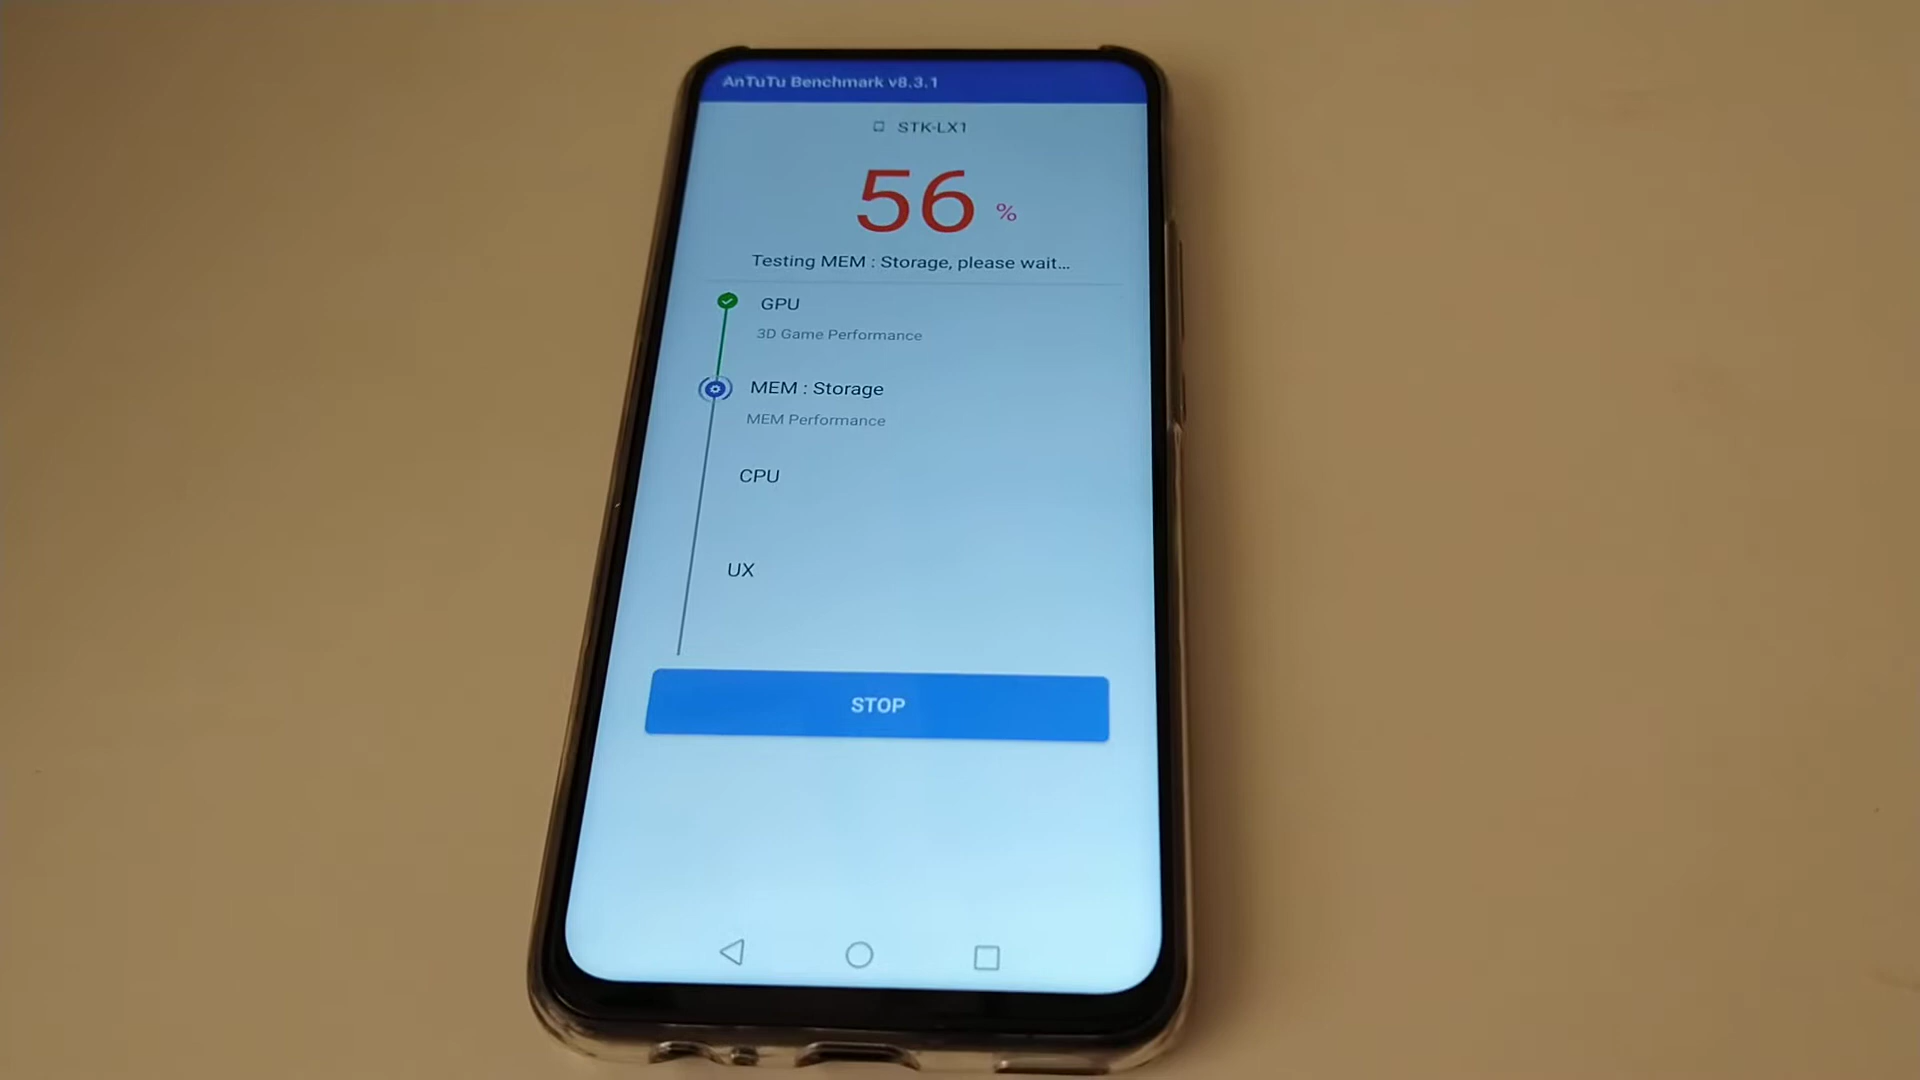 AnTuTu Benchmark v8.3.1
STK-LX1
56 %
Testing MEM : Storage, please wait...
GPU
3D Game Performance
MEM : Storage
MEM Performance
CPU
UX
STOP